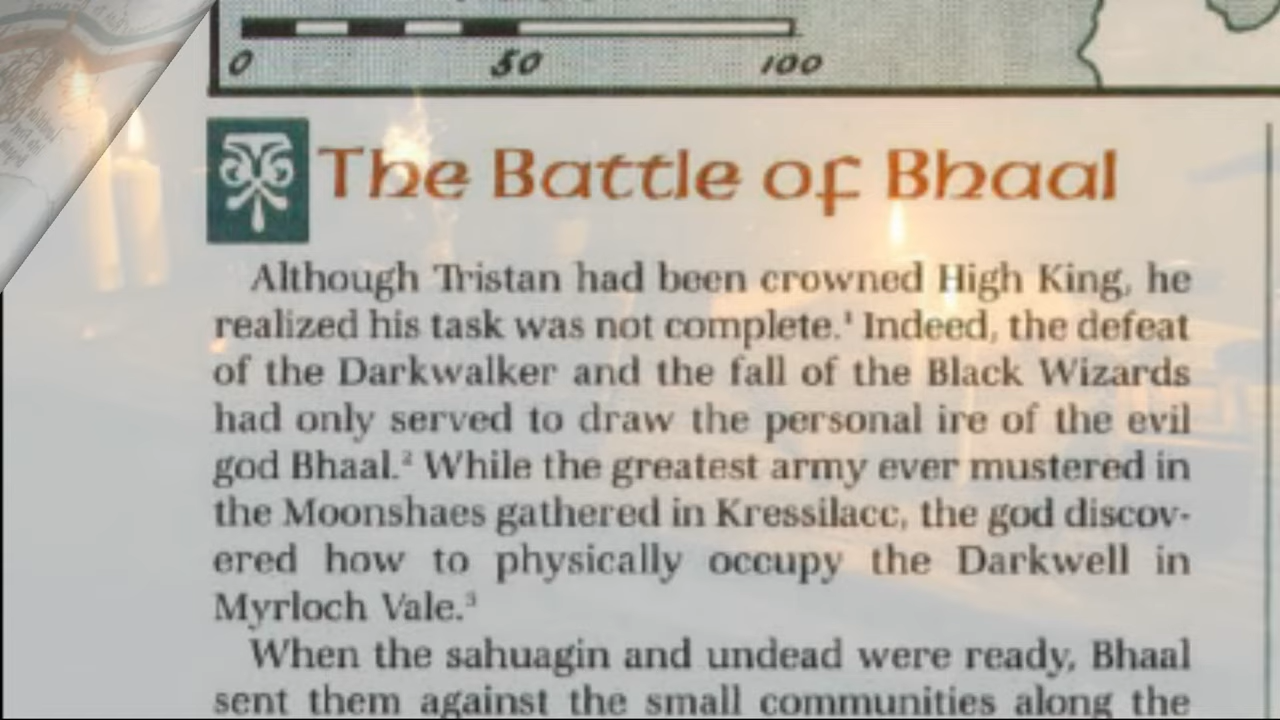 0 50 100
The Battle of Bhaal
Although Tristan had been crowned High King, he
realized his task was not complete.¹ Indeed, the defeat
of the Darkwalker and the fall of the Black Wizards
had only served to draw the personal ire of the evil
god Bhaal.² While the greatest army ever mustered in
the Moonshaes gathered in Kressilacc, the god discov-
ered how to physically occupy the Darkwell in
Myrloch Vale.³
When the sahuagin and undead were ready, Bhaal
sent them against the small communities along the